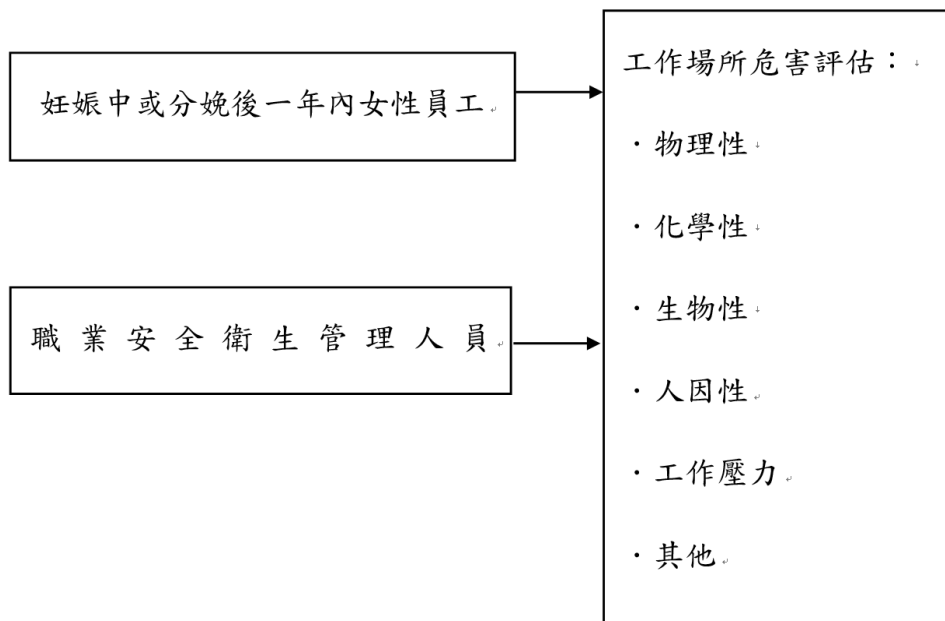 妊娠中或分娩後一年內女性員工
職業安全衛生管理人員
工作場所危害評估：
・物理性
・化學性
・生物性
・人因性
・工作壓力
・其他